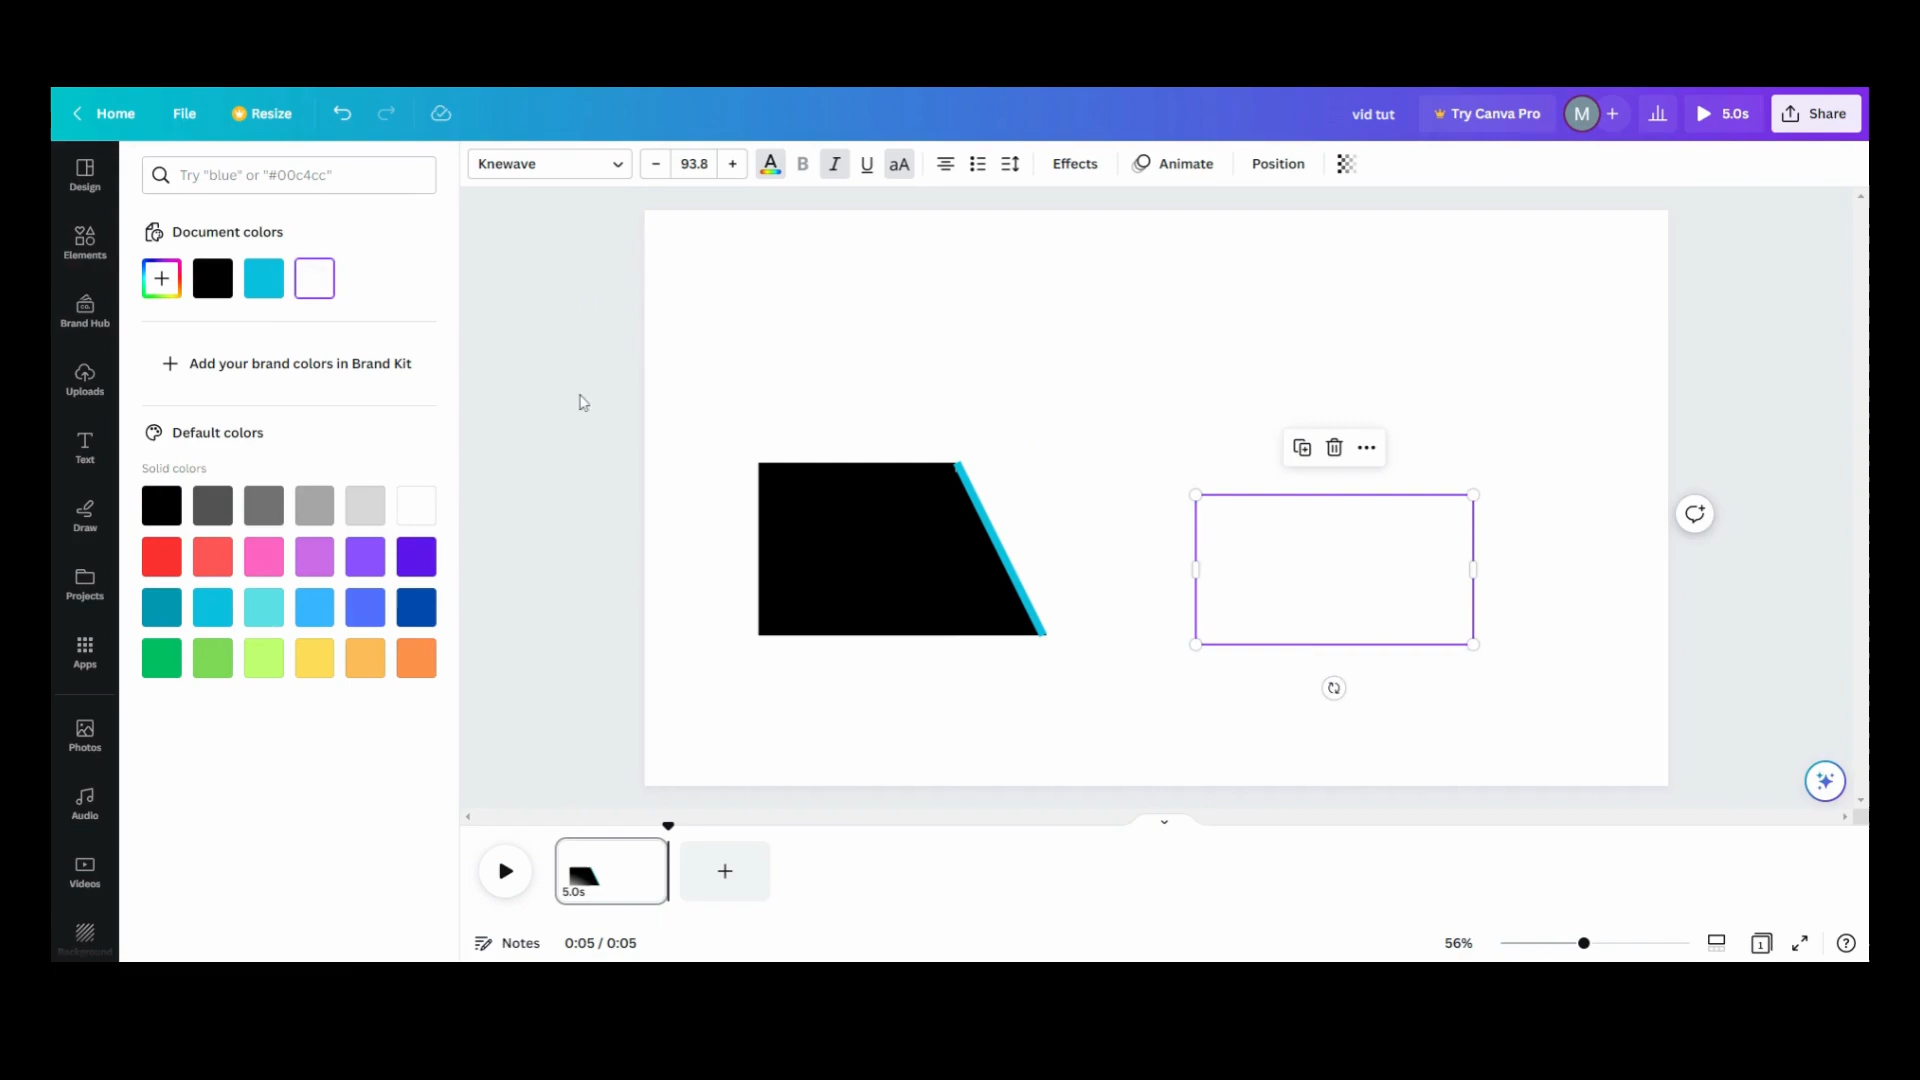 Home File Resize vid tut Try Canva Pro M 5.0s Share
Knewave 93.8 A B I U aA Effects Animate Position
Try "blue" or "#00c4cc"
Design
Elements
Brand Hub
Uploads
Text
Draw
Projects
Apps
Photos
Audio
Videos
Background
Document colors
Add your brand colors in Brand Kit
Default colors
Solid colors
5.0s
Notes 0:05 / 0:05 56% 1 ?